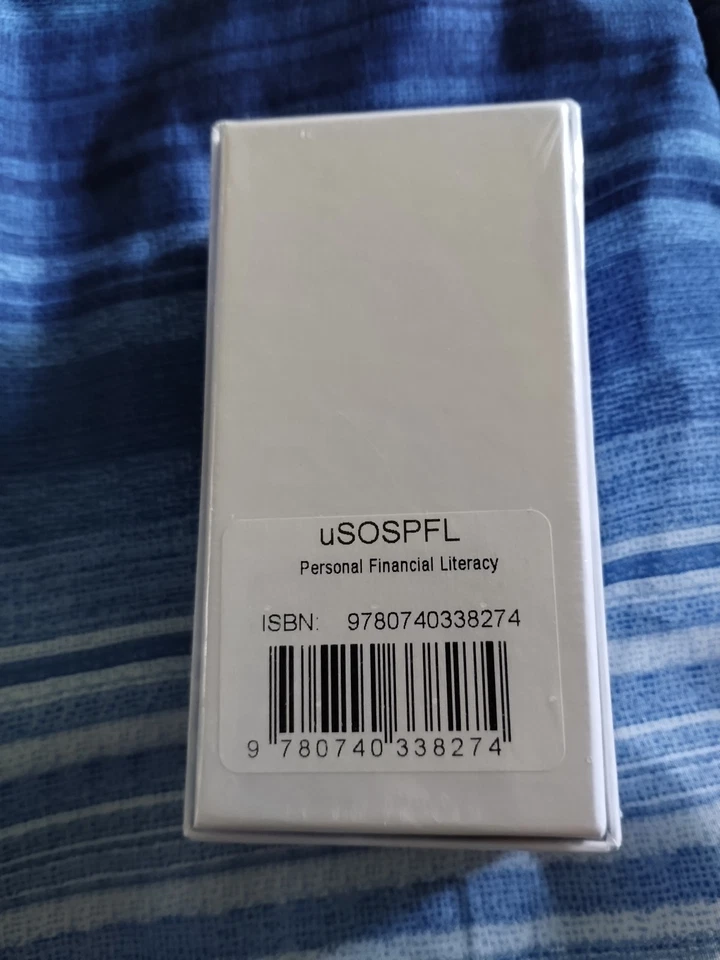 uSOSPFL
Personal Financial Literacy
ISBN: 9780740338274
9 780740 338274